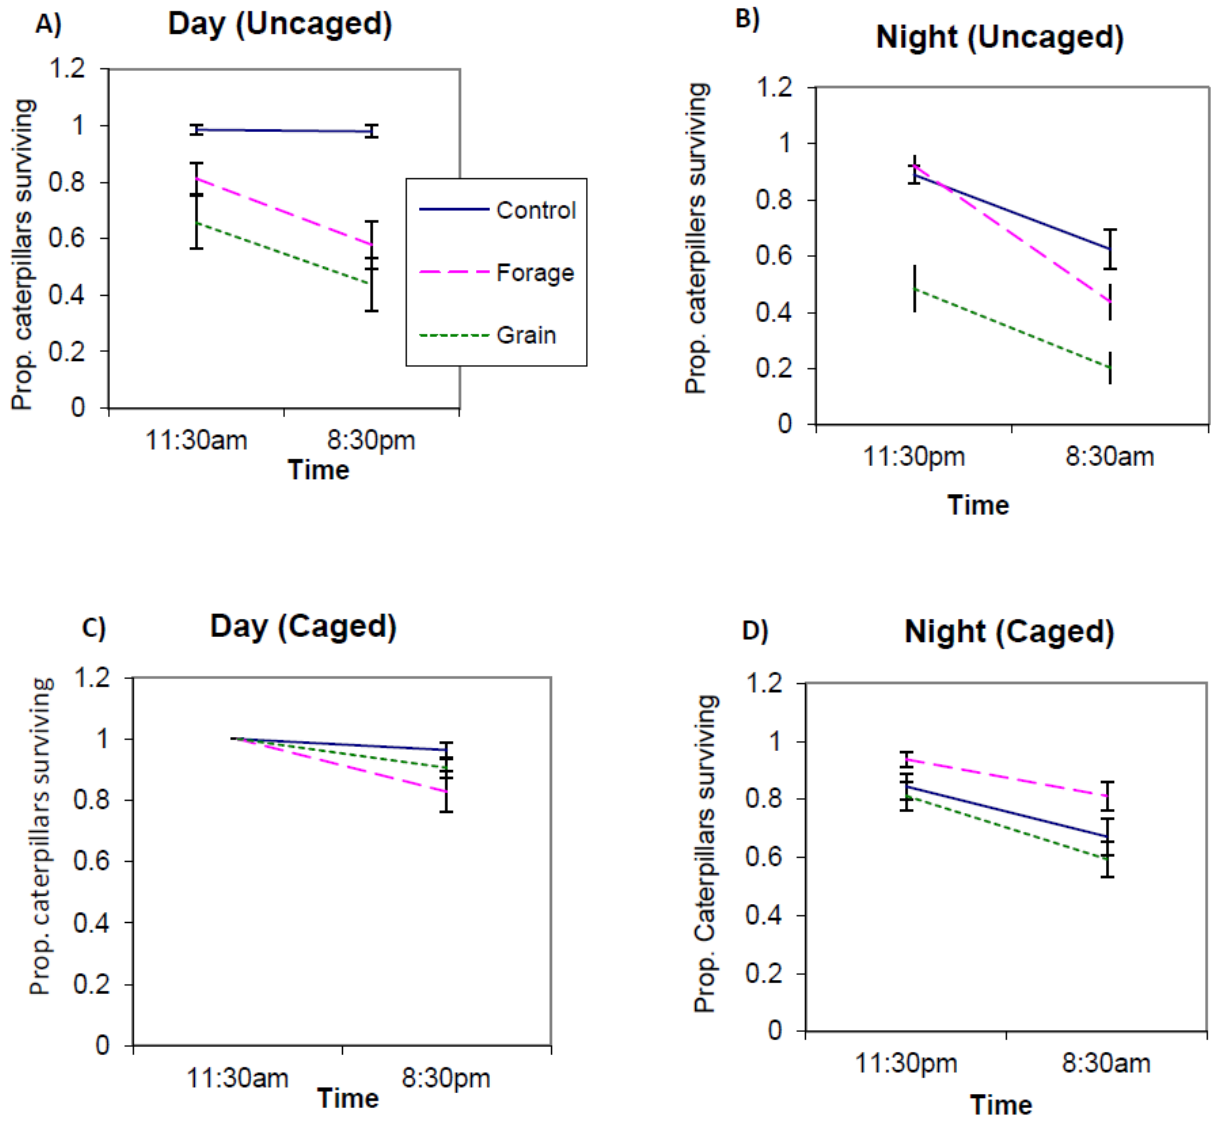 A)
Day (Uncaged)
Prop. caterpillars surviving
1.2
1
0.8
0.6
0.4
0.2
0
11:30am 8:30pm
Time
Control
Forage
Grain
B)
Night (Uncaged)
Prop. caterpillers surviving
1.2
1
0.8
0.6
0.4
0.2
0
11:30pm 8:30am
Time
C)
Day (Caged)
Prop. caterpillars surviving
1.2
1
0.8
0.6
0.4
0.2
0
11:30am 8:30pm
Time
D)
Night (Caged)
Prop. Caterpillars surviving
1.2
1
0.8
0.6
0.4
0.2
0
11:30pm 8:30am
Time